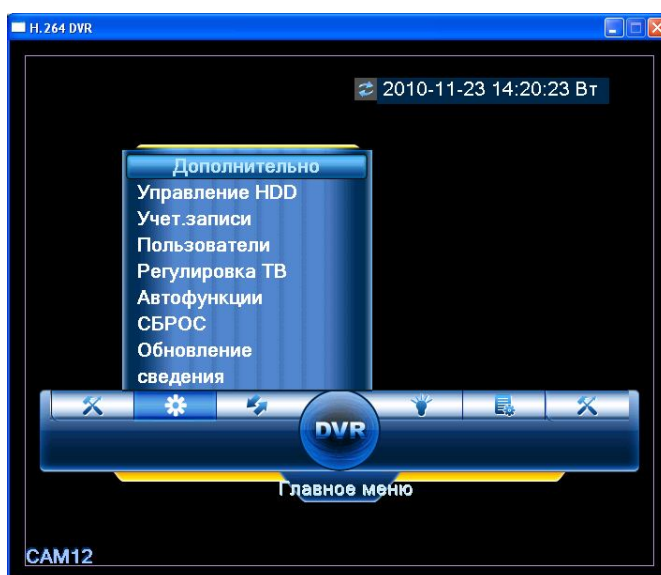 H.264 DVR
2010-11-23 14:20:23 Вт
Дополнительно
Управление HDD
Учет.записи
Пользователи
Регулировка ТВ
Автофункции
СБРОС
Обновление
сведения
DVR
Главное меню
CAM12